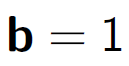 b = 1